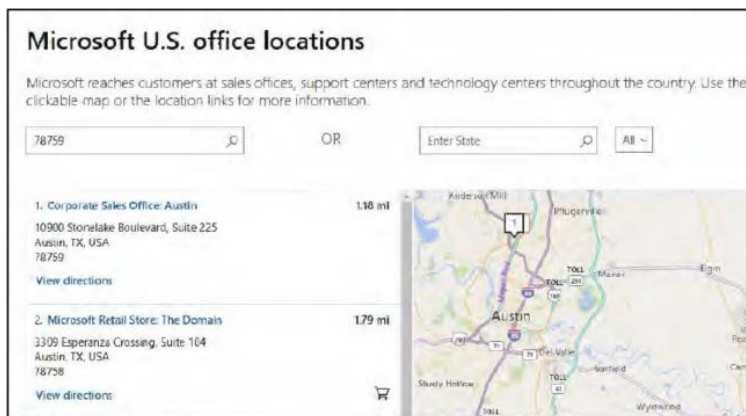 Microsoft U.S. office locations
Microsoft reaches customers at sales offices, support centers and technology centers throughout the country. Use the
clickable map or the location links for more information.
78759
OR
Enter State
All
1. Corporate Sales Office: Austin
1.18 mi
10900 Stonelake Boulevard, Suite 225
Austin, TX, USA
78759
View directions
2. Microsoft Retail Store: The Domain
1.79 mi
3309 Esperanza Crossing, Suite 104
Austin, TX, USA
78758
View directions
Anderson Mill
Pflugerville
1
TOLL
TOLL
Manor
Elgin
Austin
Del Valle
Garfield
Shady Hollow
TOLL
Wyldwood
TOLL